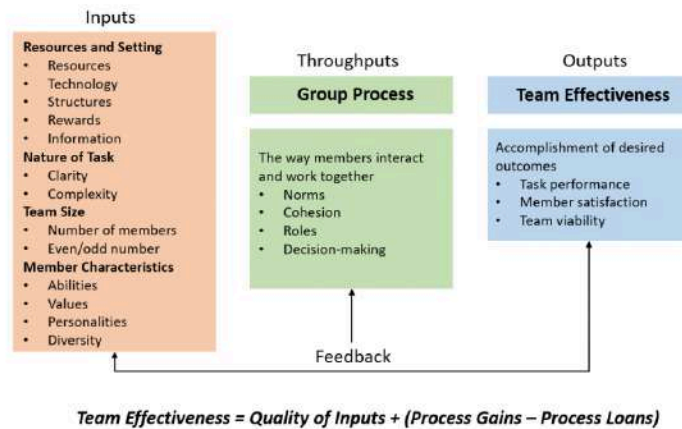 Inputs
Resources and Setting
• Resources
• Technology
• Structures
• Rewards
• Information
Nature of Task
• Clarity
• Complexity
Team Size
• Number of members
• Even/odd number
Member Characteristics
• Abilities
• Values
• Personalities
• Diversity
Throughputs
Group Process
The way members interact
and work together
• Norms
• Cohesion
• Roles
• Decision-making
Outputs
Team Effectiveness
Accomplishment of desired
outcomes
• Task performance
• Member satisfaction
• Team viability
Feedback
Team Effectiveness = Quality of Inputs + (Process Gains – Process Loans)